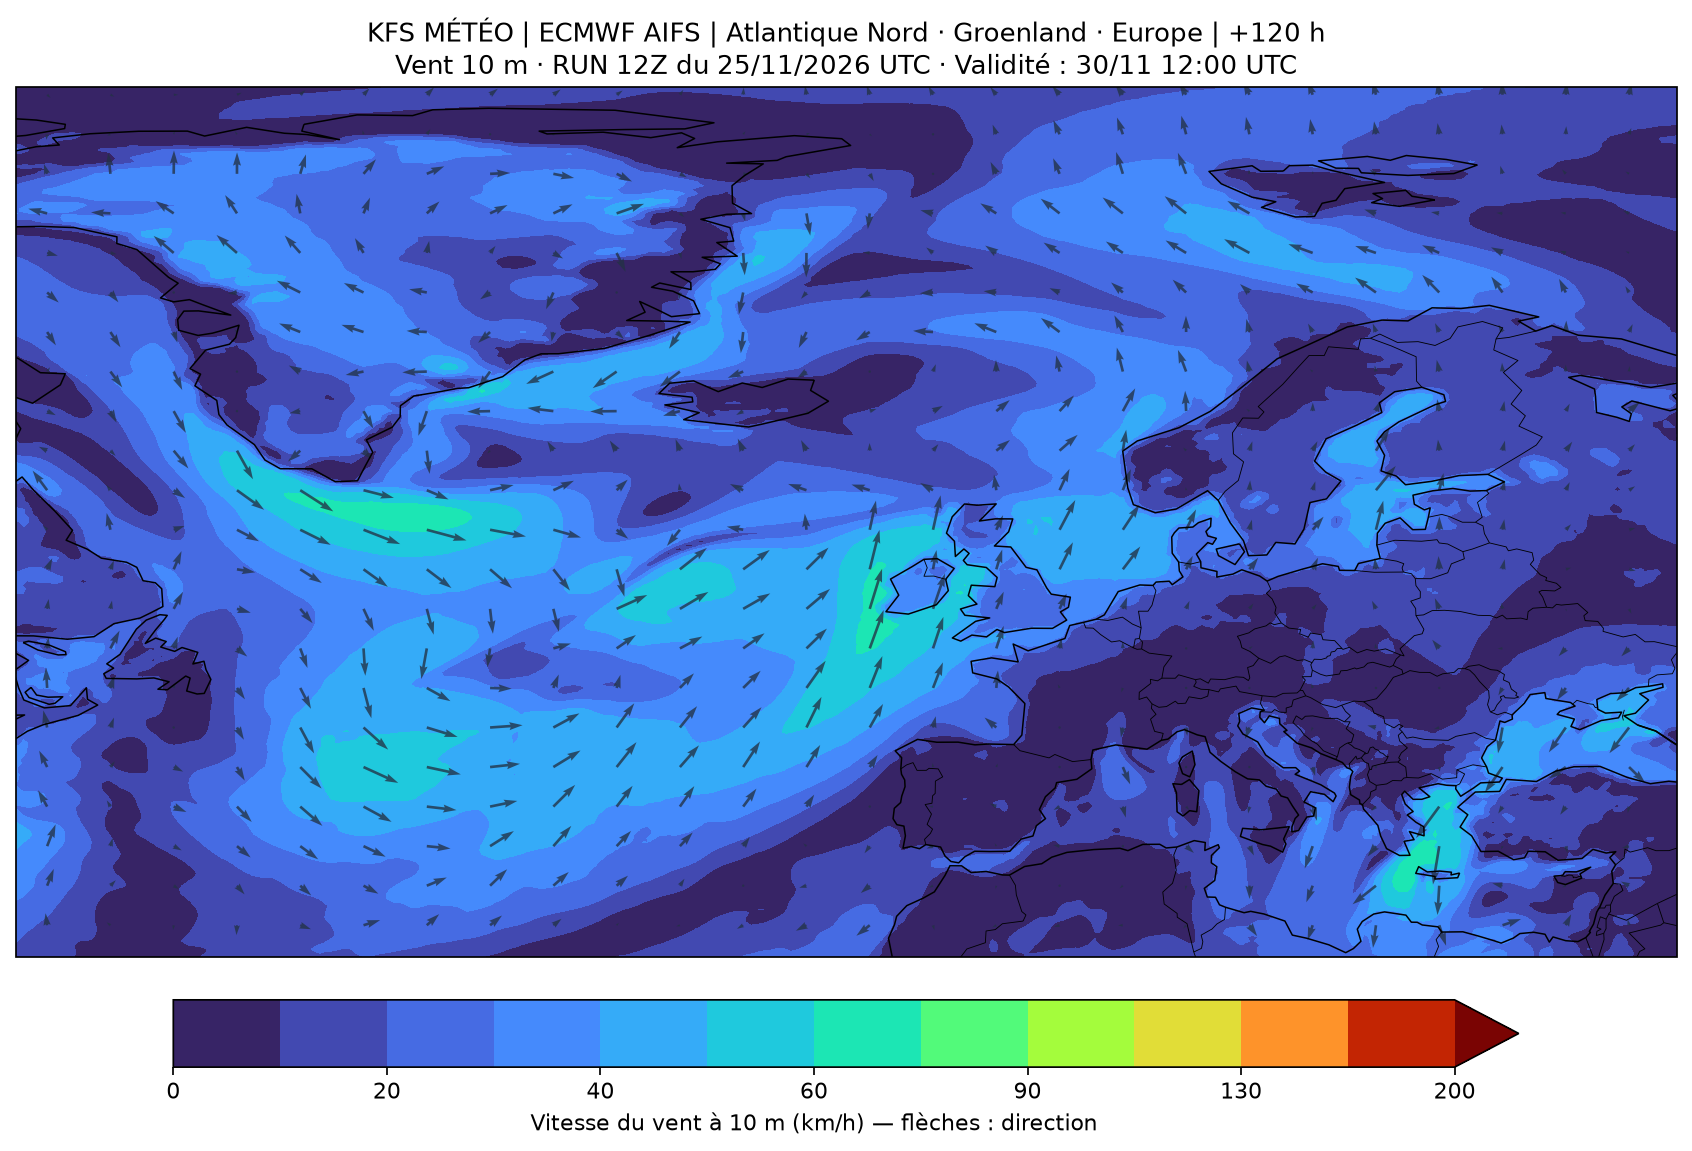 KFS MÉTÉO | ECMWF AIFS | Atlantique Nord · Groenland · Europe | +120 h
Vent 10 m · RUN 12Z du 25/11/2026 UTC · Validité : 30/11 12:00 UTC
0 20 40 60 90 130 200
Vitesse du vent à 10 m (km/h) — flèches : direction